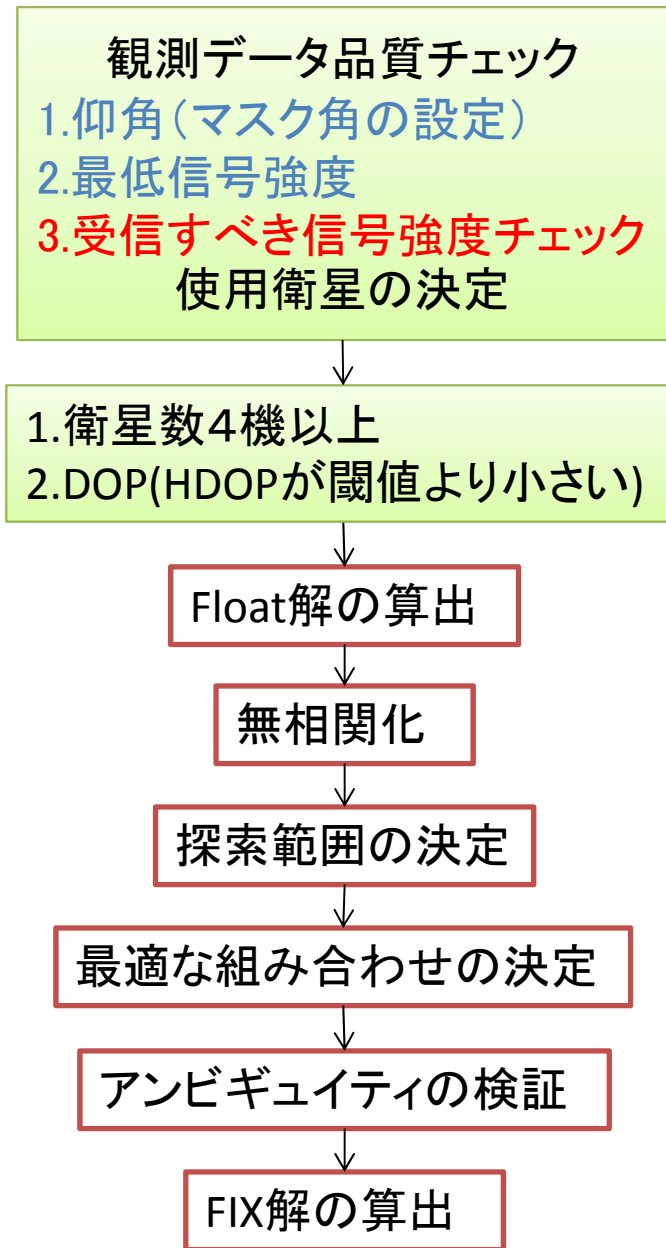 観測データ品質チェック
1.仰角(マスク角の設定)
2.最低信号強度
3.受信すべき信号強度チェック
使用衛星の決定
1.衛星数4機以上
2.DOP(HDOPが閾値より小さい)
Float解の算出
無相関化
探索範囲の決定
最適な組み合わせの決定
アンビギュイティの検証
FIX解の算出